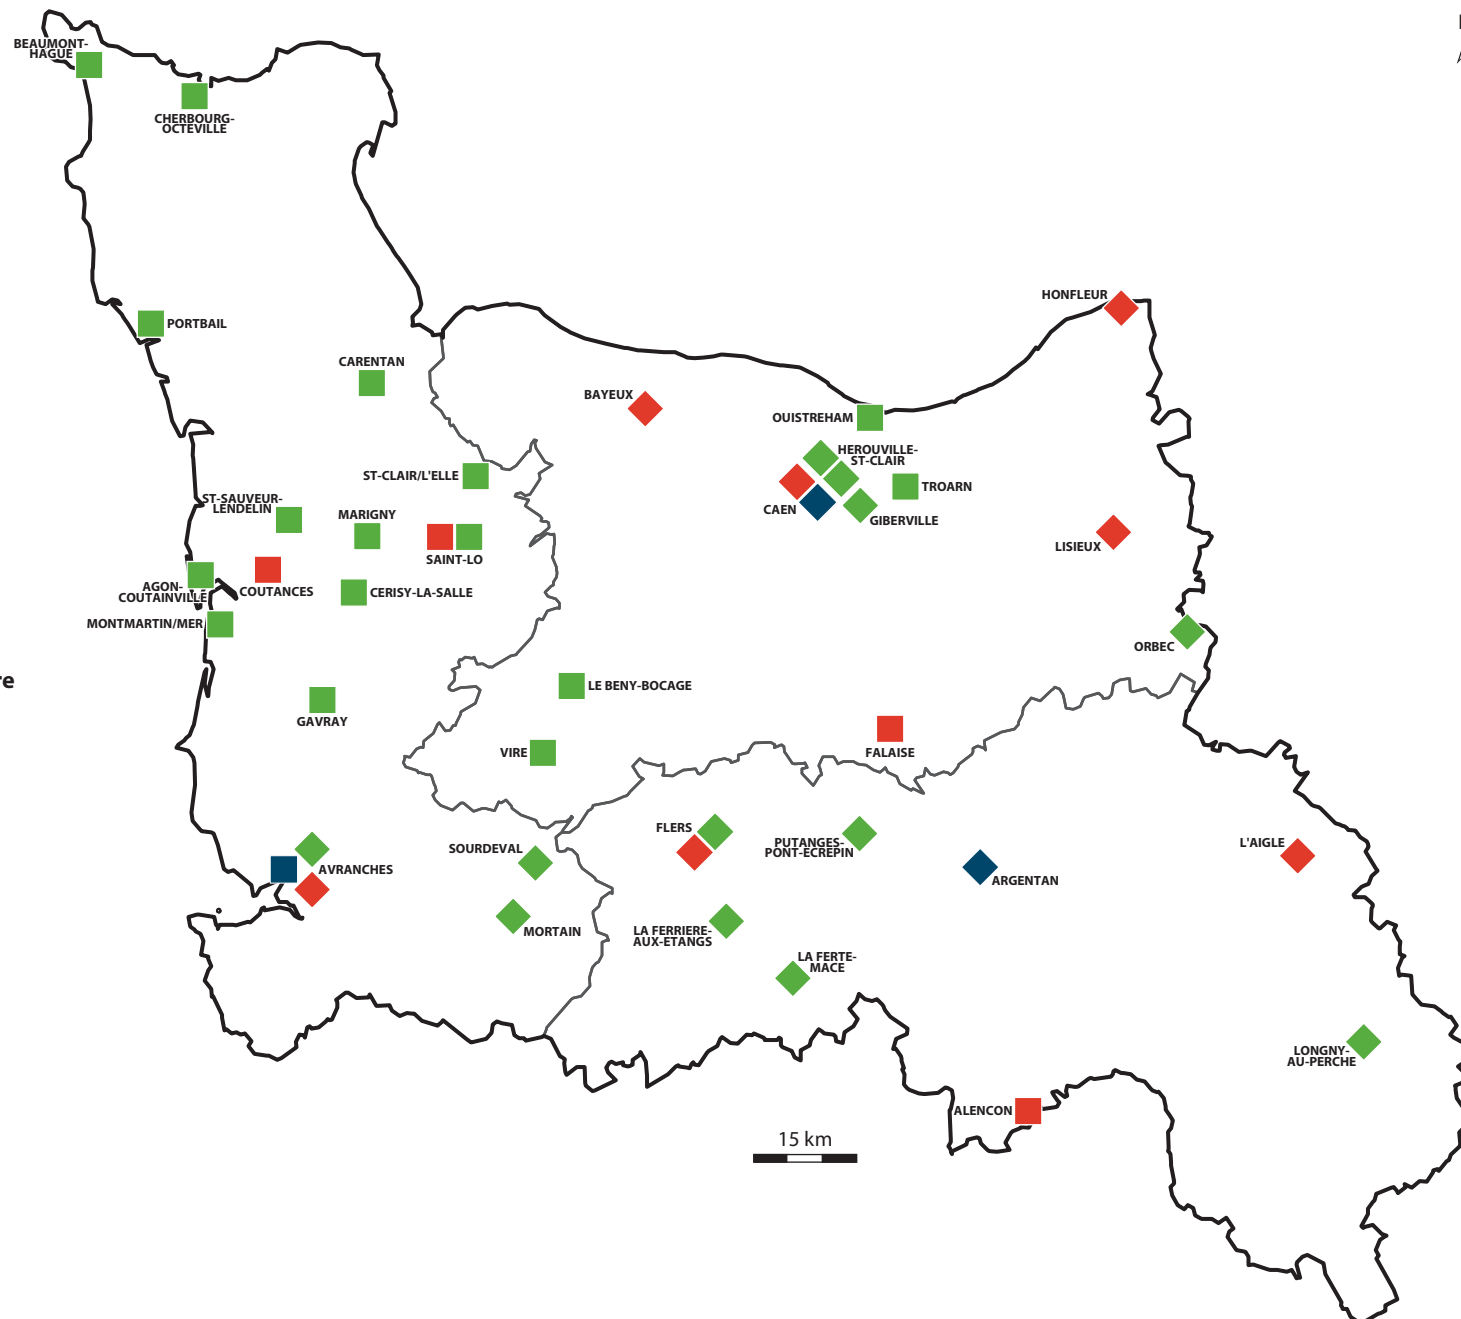 BEAUMONT-
HAGUE
CHERBOURG-
OCTEVILLE
PORTBAIL
CARENTAN
HONFLEUR
BAYEUX
OUISTREHAM
HEROUVILLE-
ST-CLAIR
ST-CLAIR/L'ELLE
TROARN
CAEN
GIBERVILLE
ST-SAUVEUR-
LENDELIN
MARIGNY
SAINT-LO
LISIEUX
AGON-
COUTAINVILLE
COUTANCES
CERISY-LA-SALLE
MONTMARTIN/MER
ORBEC
re
LE BENY-BOCAGE
GAVRAY
VIRE
FALAISE
FLERS
PUTANGES-
PONT-ECREPIN
L'AIGLE
SOURDEVAL
AVRANCHES
ARGENTAN
MORTAIN
LA FERRIERE-
AUX-ETANGS
LA FERTE-
MACE
LONGNY-
AU-PERCHE
ALENCON
15 km